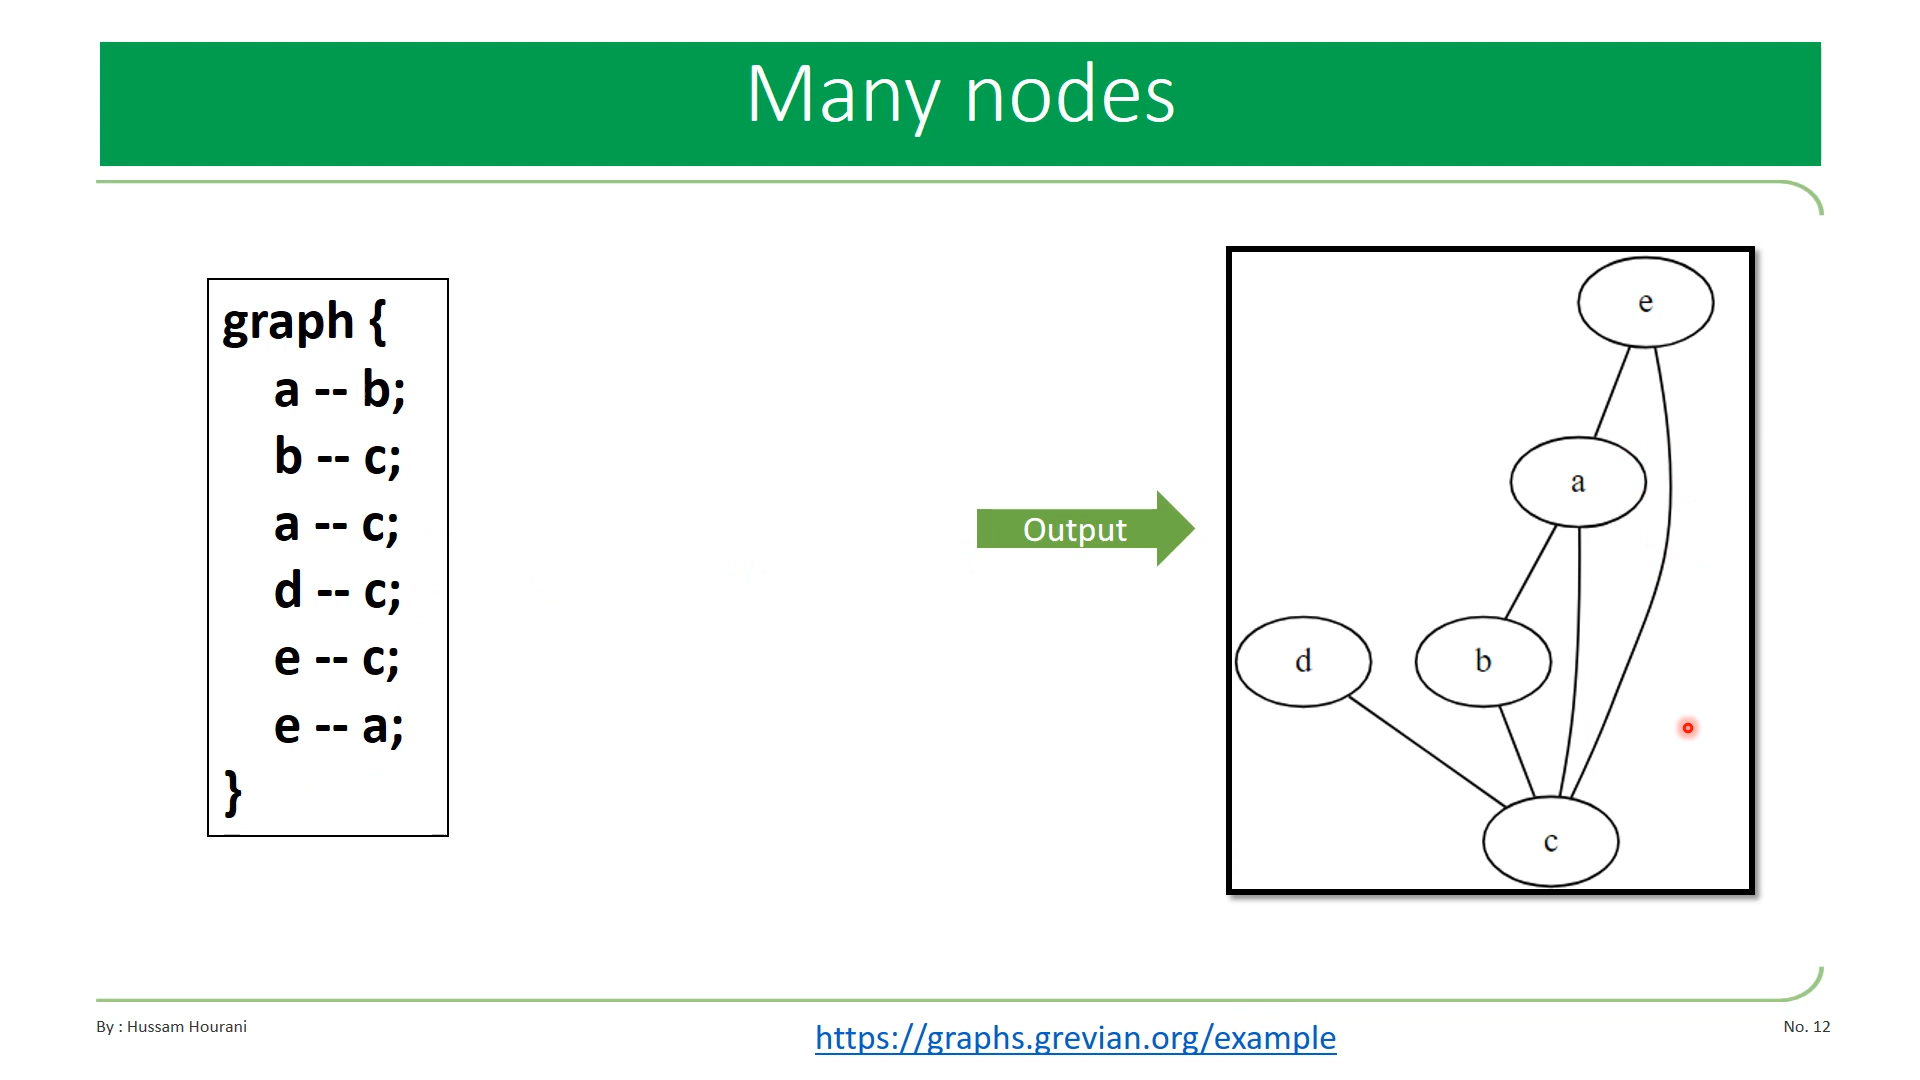 Many nodes
graph {
a -- b;
b -- c;
a -- c;
d -- c;
e -- c;
e -- a;
}
Output
e
a
d
b
c
By : Hussam Hourani
https://graphs.grevian.org/example
No. 12